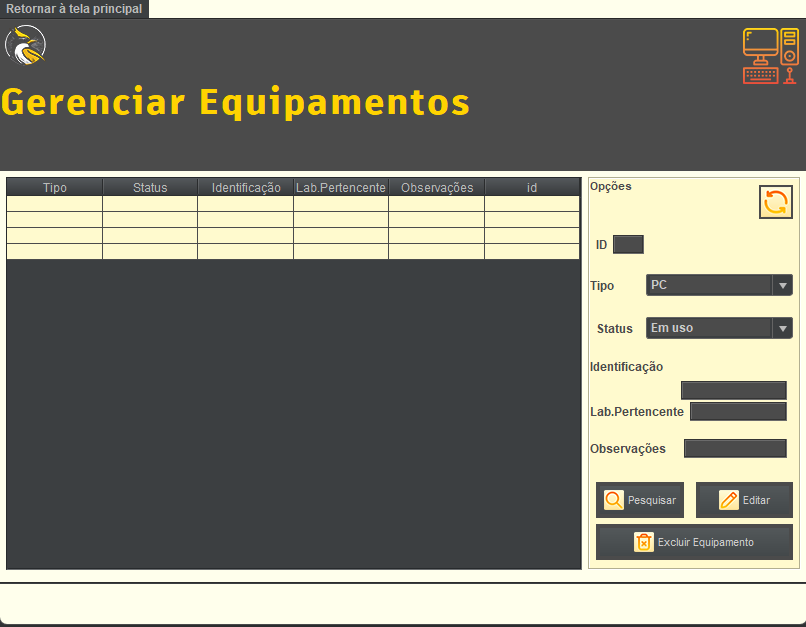 Retornar à tela principal
Gerenciar Equipamentos
Tipo Status Identificação Lab.Pertencente Observações id
Opções
ID
Tipo PC
Status Em uso
Identificação
Lab.Pertencente
Observações
Pesquisar Editar
Excluir Equipamento